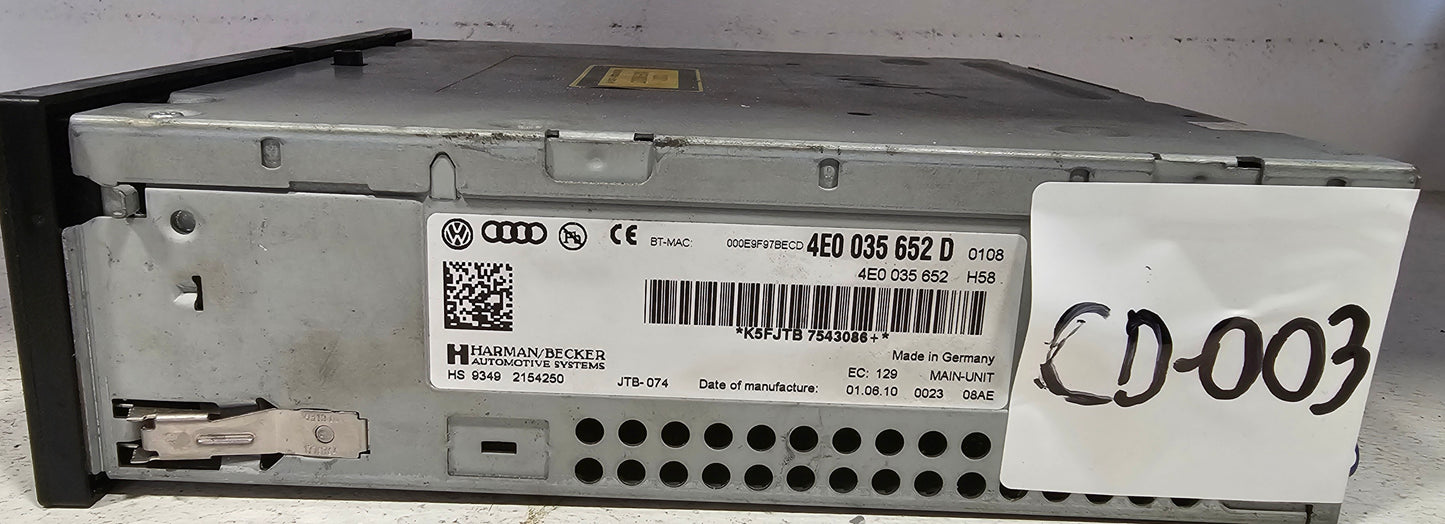 CE BT-MAC: 000E9F97BECD 4E0 035 652 D 0108
4E0 035 652 H58
*K5FJTB 7543086+*
HARMAN/BECKER
AUTOMOTIVE SYSTEMS
Made in Germany
EC: 129 MAIN-UNIT
HS 9349 2154250 JTB-074 Date of manufacture: 01.06.10 0023 08AE
CD-003